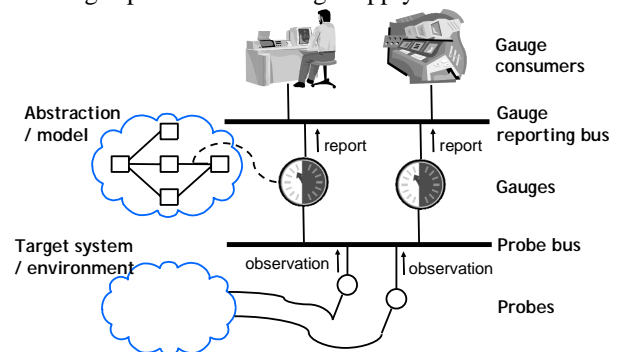 Gauge
consumers
Abstraction
/ model
Gauge
reporting bus
report
report
Gauges
Target system
/ environment
Probe bus
observation
observation
Probes